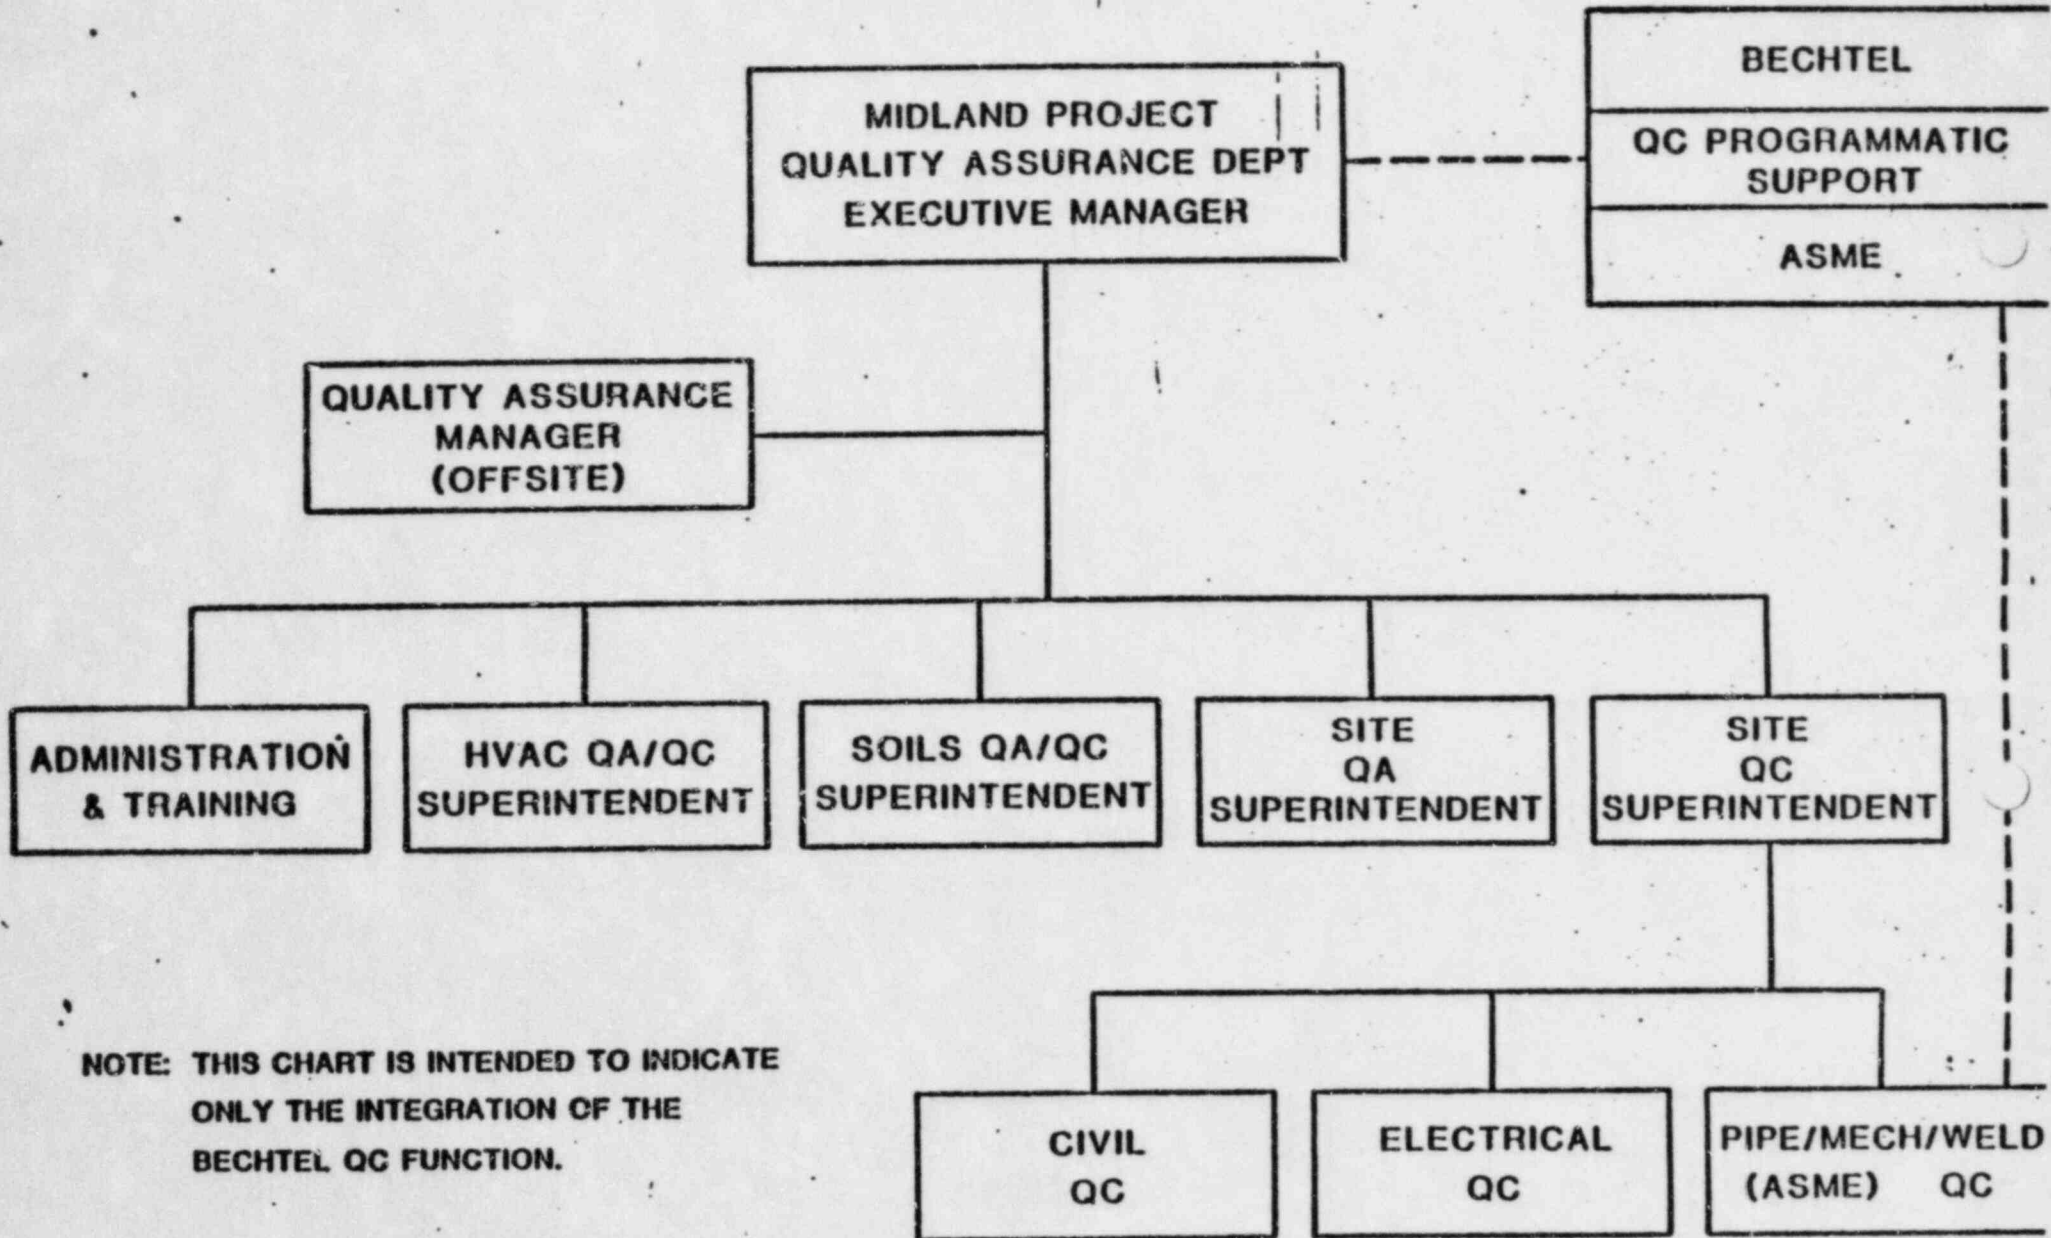 MIDLAND PROJECT
QUALITY ASSURANCE DEPT
EXECUTIVE MANAGER
BECHTEL
QC PROGRAMMATIC
SUPPORT
ASME
QUALITY ASSURANCE
MANAGER
(OFFSITE)
ADMINISTRATION
& TRAINING
HVAC QA/QC
SUPERINTENDENT
SOILS QA/QC
SUPERINTENDENT
SITE
QA
SUPERINTENDENT
SITE
QC
SUPERINTENDENT
NOTE: THIS CHART IS INTENDED TO INDICATE
ONLY THE INTEGRATION OF THE
BECHTEL QC FUNCTION.
CIVIL
QC
ELECTRICAL
QC
PIPE/MECH/WELD
(ASME) QC